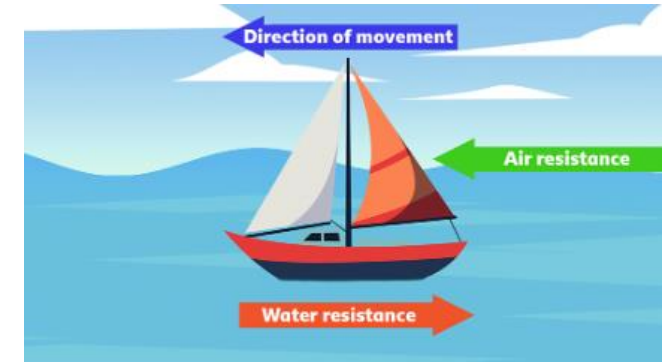 Direction of movement
Air resistance
Water resistance